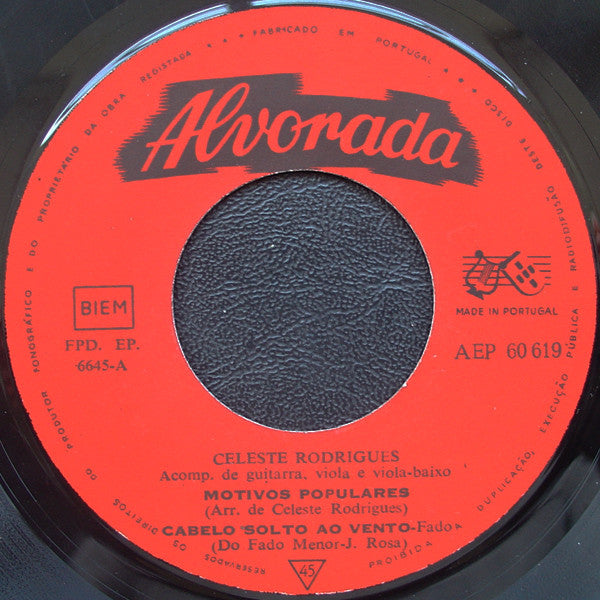 RESERVADOS OS DIREITOS DO PRODUTOR FONOGRÁFICO E DO PROPRIETÁRIO DA OBRA REGISTADA ★ ★ FABRICADO EM PORTUGAL ★ ★
PROIBIDA A DUPLICAÇÃO, EXECUÇÃO PÚBLICA E RADIODIFUSÃO DESTE DISCO
Alvorada
BIEM
MADE IN PORTUGAL
FPD. EP.
6645-A
AEP 60 619
CELESTE RODRIGUES
Acomp. de guitarra, viola e viola-baixo
MOTIVOS POPULARES
(Arr. de Celeste Rodrigues)
CABELO SOLTO AO VENTO-Fado
(Do Fado Menor-J. Rosa)
45